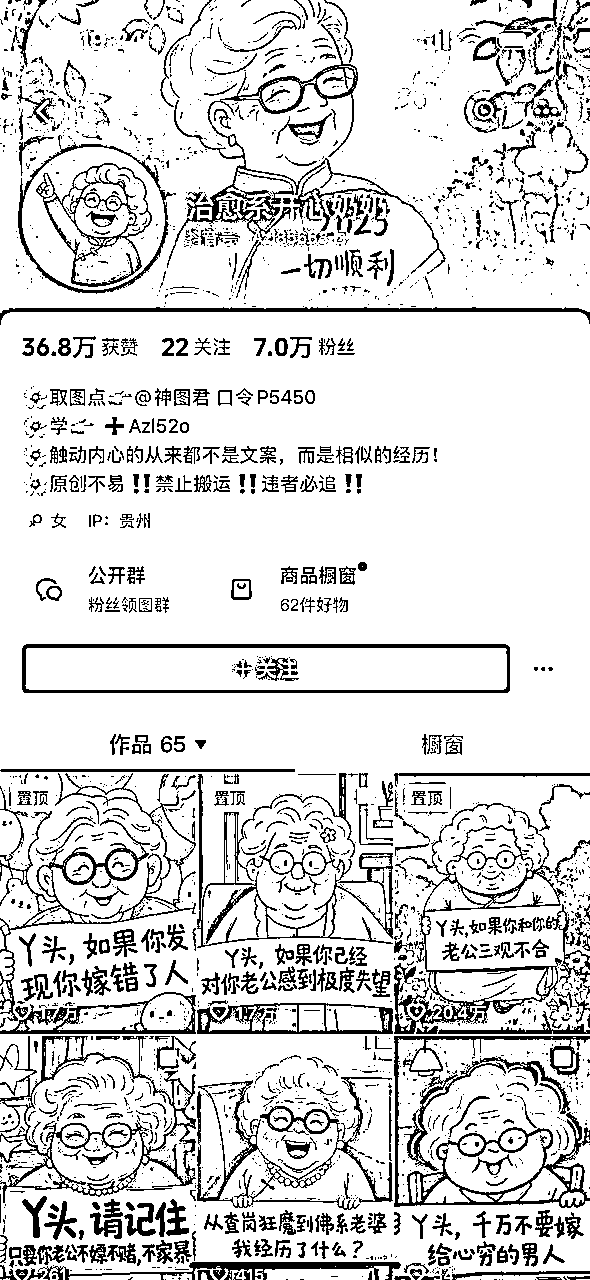 治愈系开心奶奶
2025
一切顺利
36.8万 获赞 22 关注 7.0万 粉丝
取图点👉@神图君 口令P5450
学👉 ➕Azl52o
触动内心的从来都不是文案，而是相似的经历！
原创不易‼️禁止搬运‼️违者必追‼️
女 IP：贵州
公开群
粉丝领图群
商品橱窗
62件好物
关注
作品 65 ▼
橱窗
置顶
丫头，如果你发
现你嫁错了人
1.7万
置顶
丫头，如果你已经
对你老公感到极度失望
1.7万
置顶
丫头,如果你和你的
老公三观不合
丫头,请记住
只要你老公不嫖不赌,不家暴
丫头，千万不要嫁
给心穷的男人
从查岗狂魔到佛系老婆
我经历了什么？